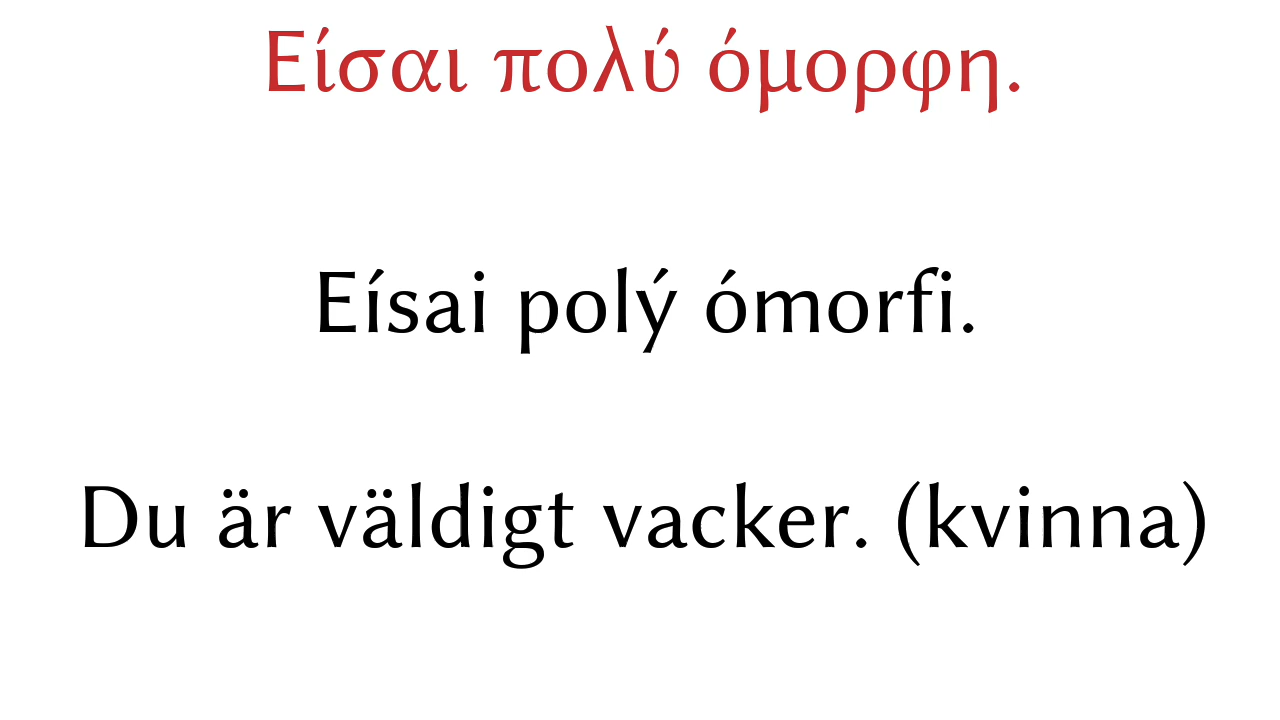 Είσαι πολύ όμορφη.
Eísai polý ómorfi.
Du är väldigt vacker. (kvinna)